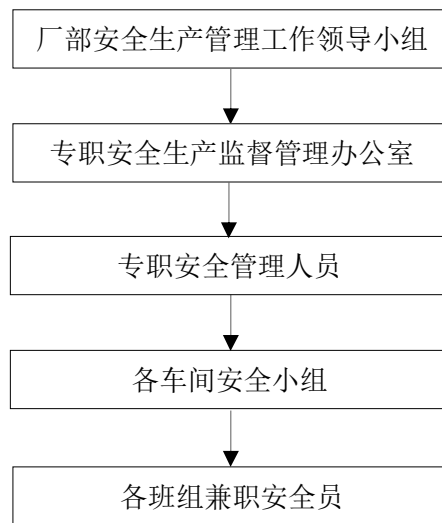 厂部安全生产管理工作领导小组
专职安全生产监督管理办公室
专职安全管理人员
各车间安全小组
各班组兼职安全员